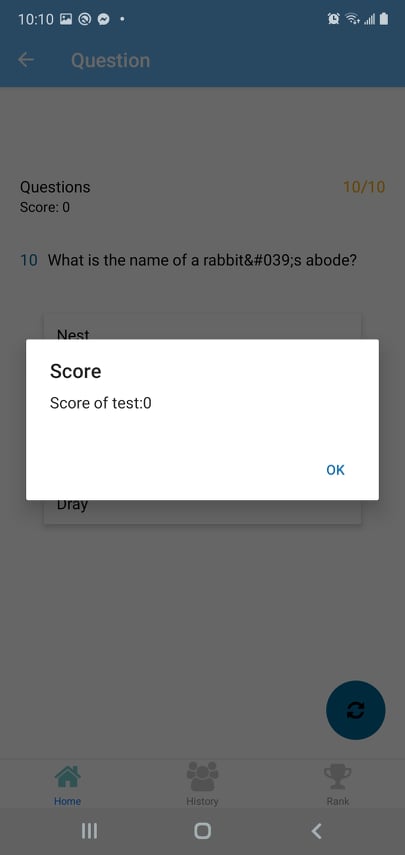 10:10
Question
Questions
10/10
Score: 0
10 What is the name of a rabbit&#039;s abode?
Nest
Score
Score of test:0
OK
Dray
Home
History
Rank